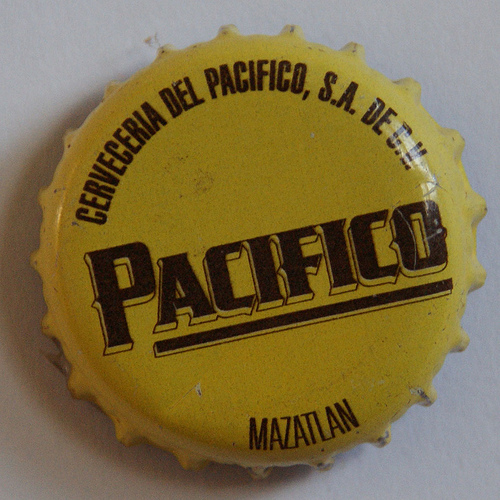 CERVECERIA DEL PACIFICO, S.A. DE C.V.
PACIFICO
MAZATLAN